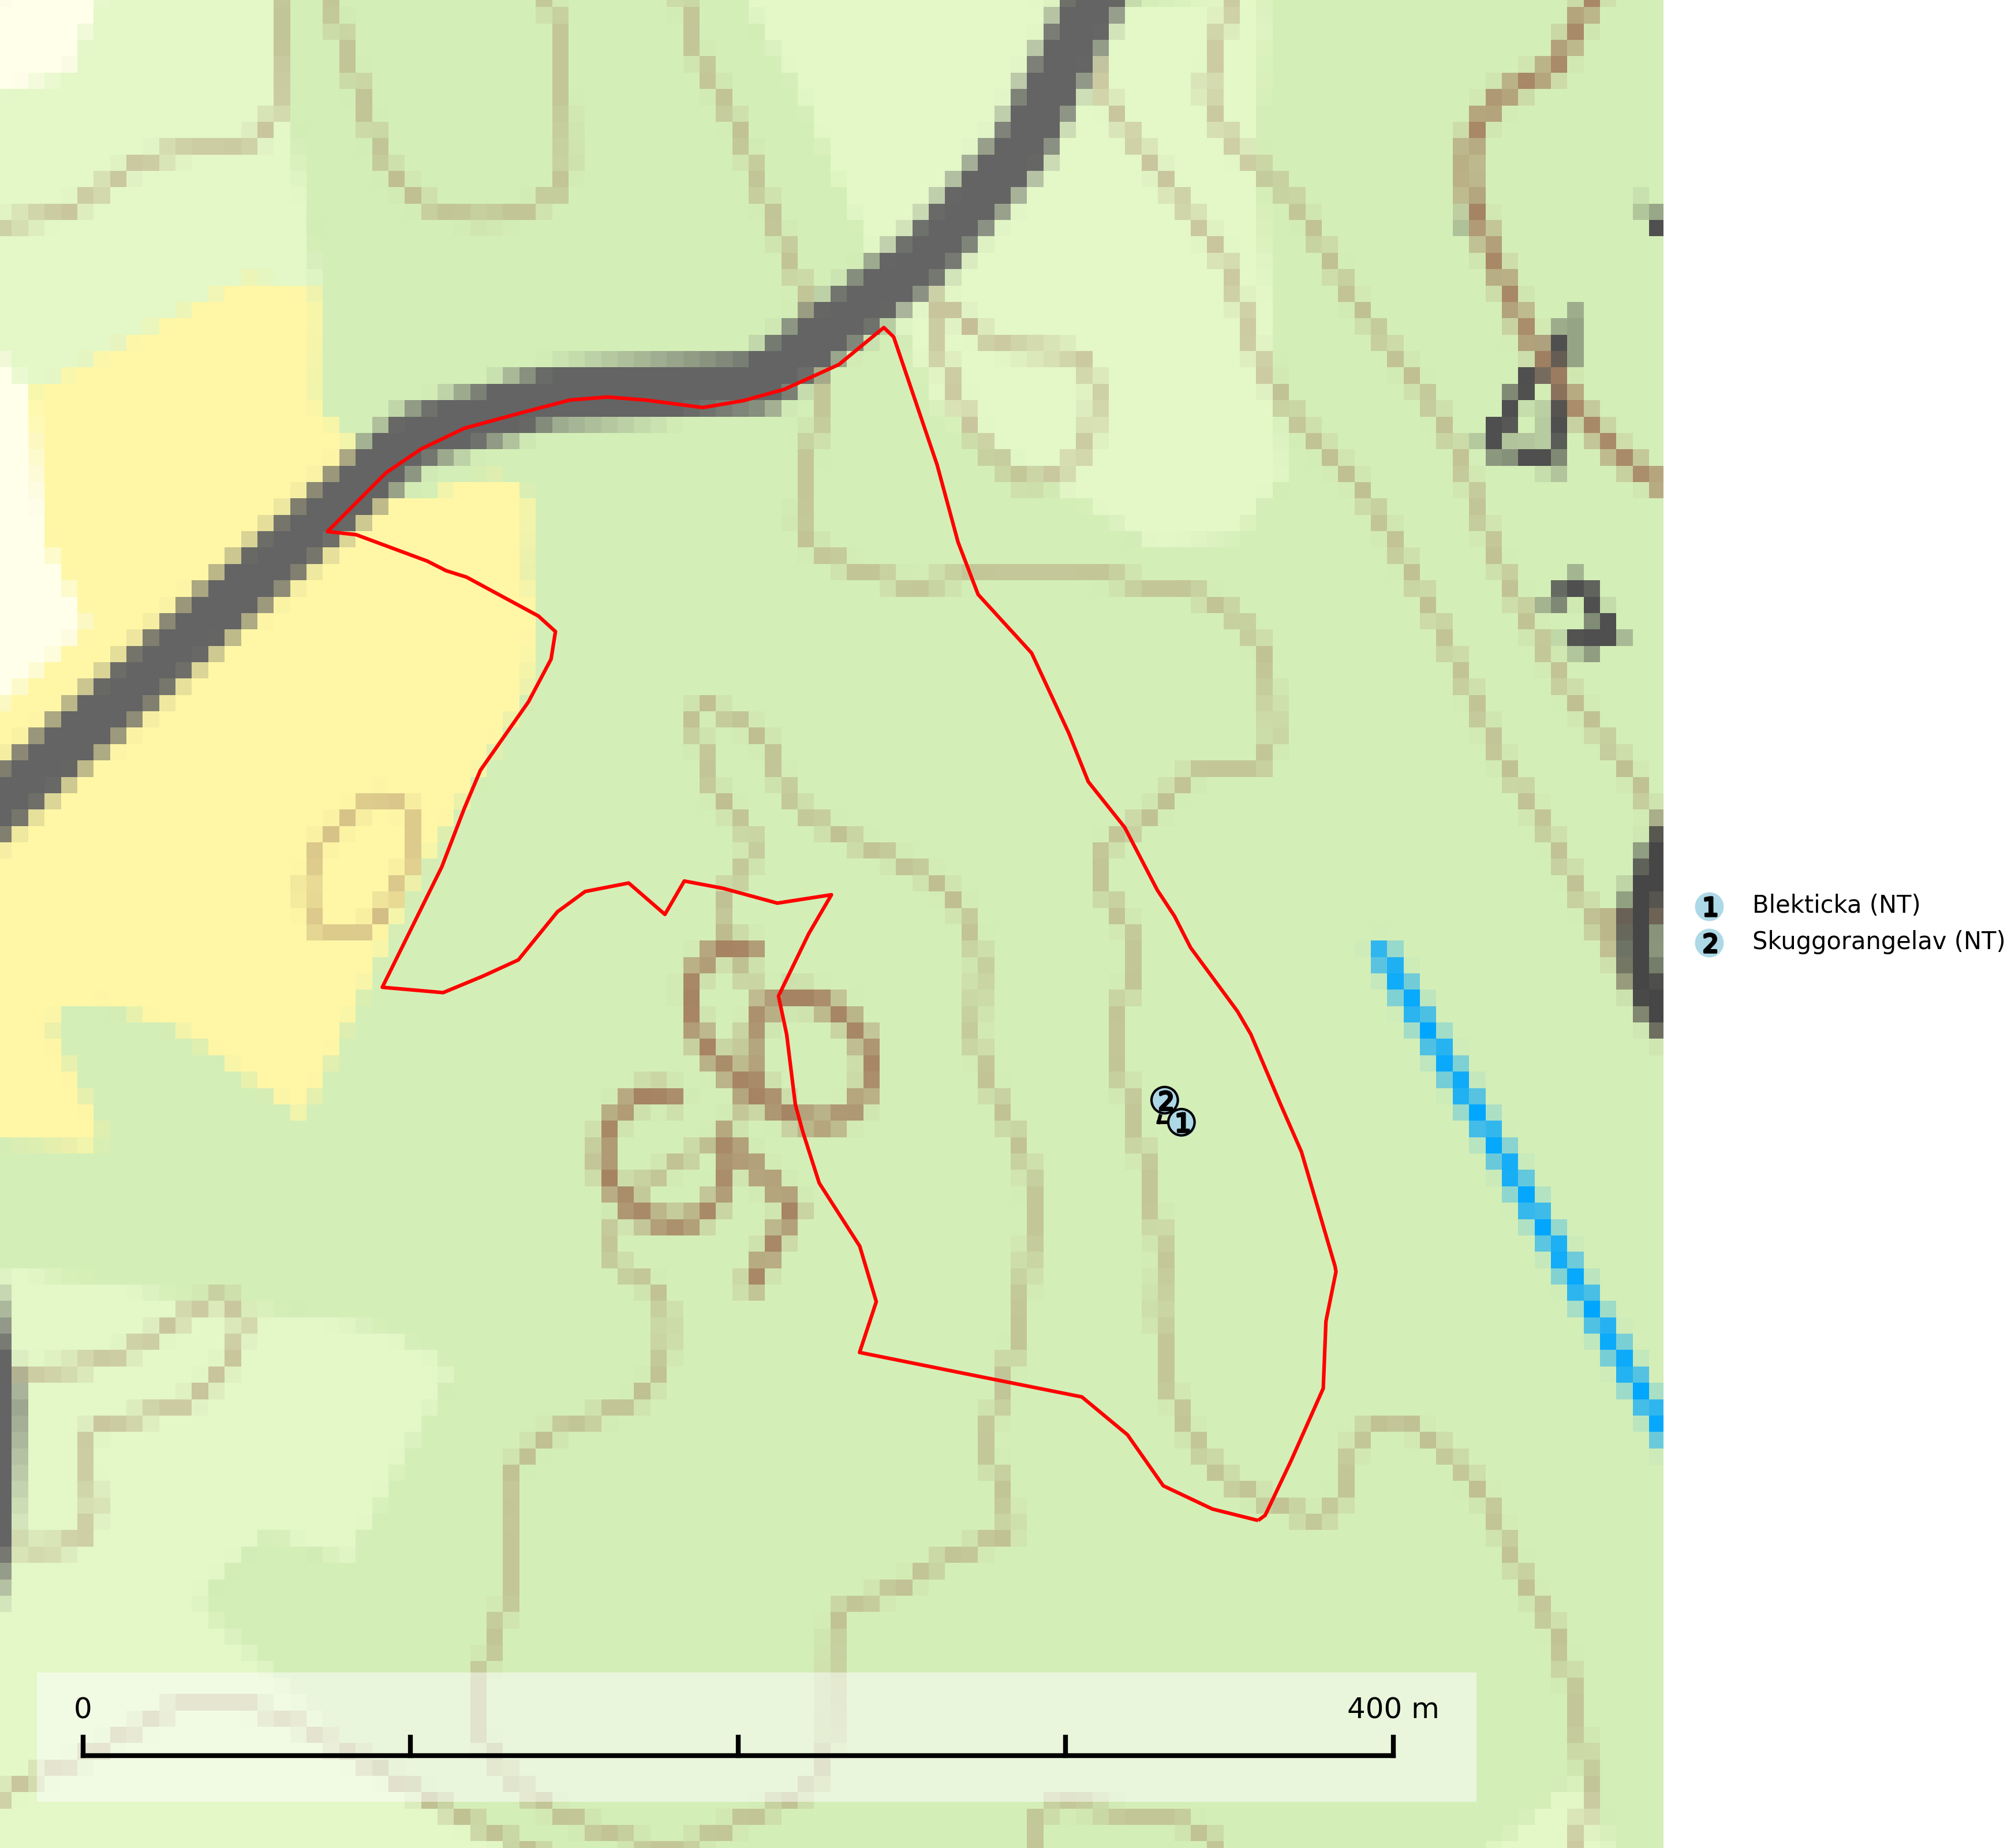 2
1
1 Blekticka (NT)
2 Skuggorangelav (NT)
0 400 m